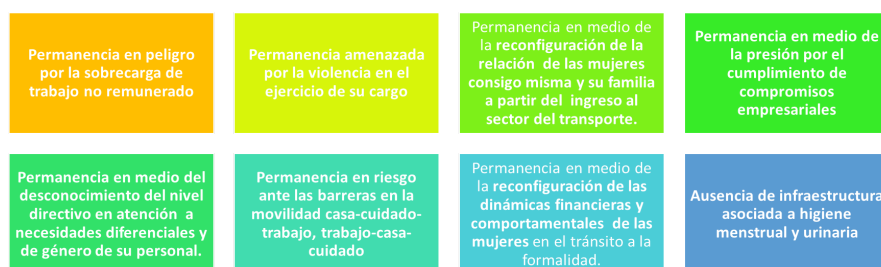 Permanencia en peligro
por la sobrecarga de
trabajo no remunerado
Permanencia amenazada
por la violencia en el
ejercicio de su cargo
Permanencia en medio de
la reconfiguración de la
relación de las mujeres
consigo misma y su familia
a partir del ingreso al
sector del transporte.
Permanencia en medio de
la presión por el
cumplimiento de
compromisos
empresariales
Permanencia en medio del
desconocimiento del nivel
directivo en atención a
necesidades diferenciales y
de género de su personal.
Permanencia en riesgo
ante las barreras en la
movilidad casa-cuidado-
trabajo, trabajo-casa-
cuidado
Permanencia en medio de
la reconfiguración de las
dinámicas financieras y
comportamentales de las
mujeres en el tránsito a la
formalidad.
Ausencia de infraestructura
asociada a higiene
menstrual y urinaria